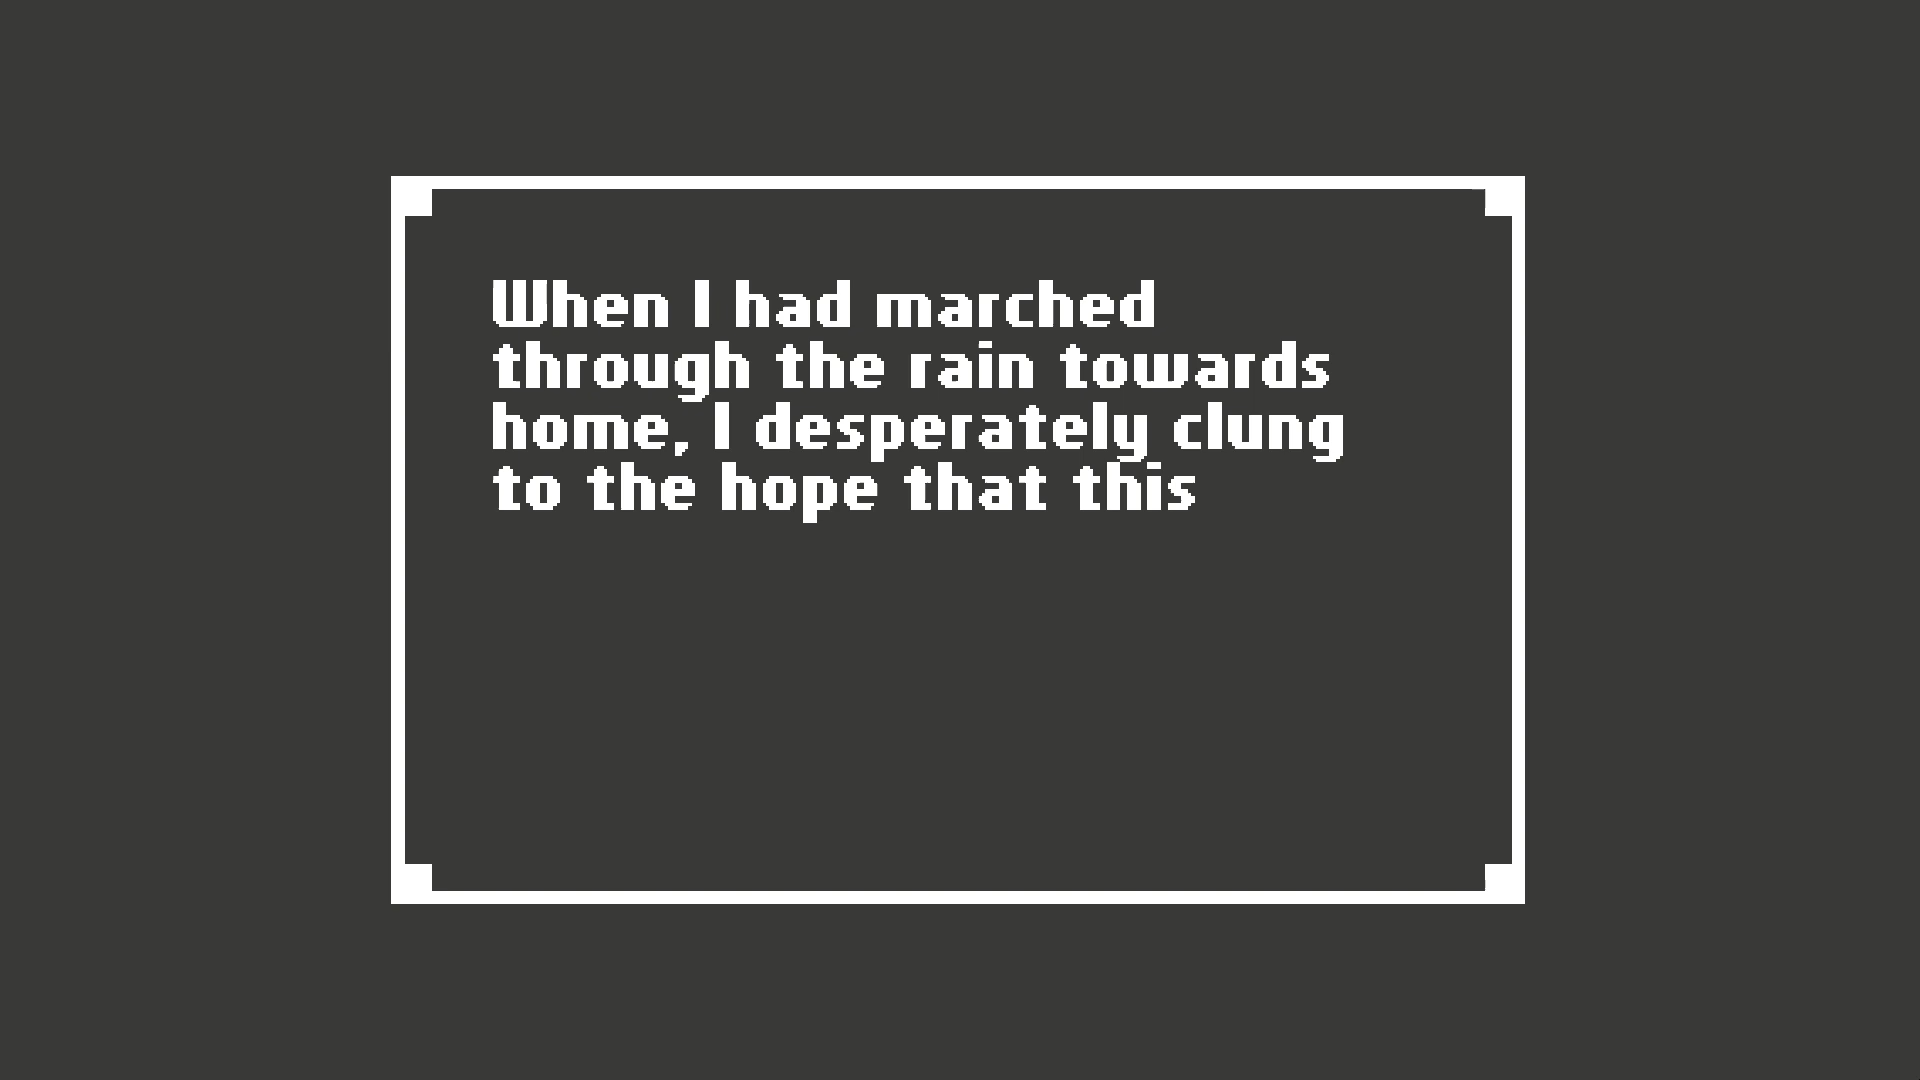 When I had marched
through the rain towards
home, I desperately clung
to the hope that this